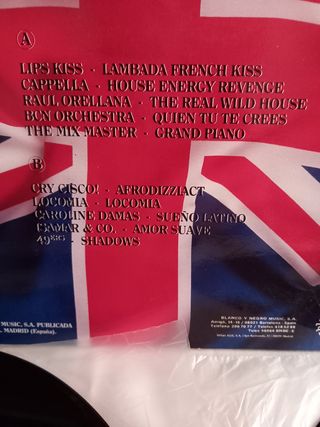 A
LIPS KISS · LAMBADA FRENCH KISS
CAPPELLA · HOUSE ENERGY REVENGE
RAUL ORELLANA · THE REAL WILD HOUSE
BCN ORCHESTRA · QUIEN TU TE CREES
THE MIX MASTER · GRAND PIANO
B
CRY CISCO! · AFRODIZZIACT
LOCOMIA · LOCOMIA
CAROLINE DAMAS · SUEÑO LATINO
& CO. · AMOR SUAVE
49ERS · SHADOWS
MUSIC, S.A. PUBLICADA
MADRID (España).
BLANCO Y NEGRO MUSIC, S.A.